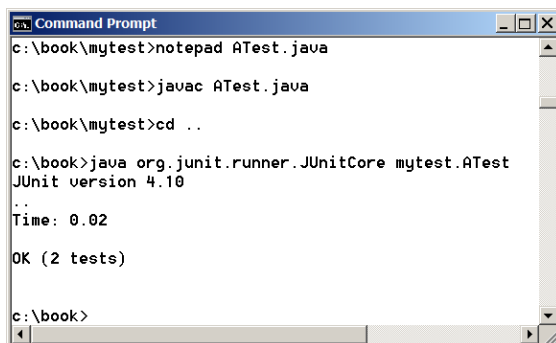 Command Prompt
c:\book\mytest>notepad ATest.java
c:\book\mytest>javac ATest.java
c:\book\mytest>cd ..
c:\book>java org.junit.runner.JUnitCore mytest.ATest
JUnit version 4.10
..
Time: 0.02
OK (2 tests)
c:\book>